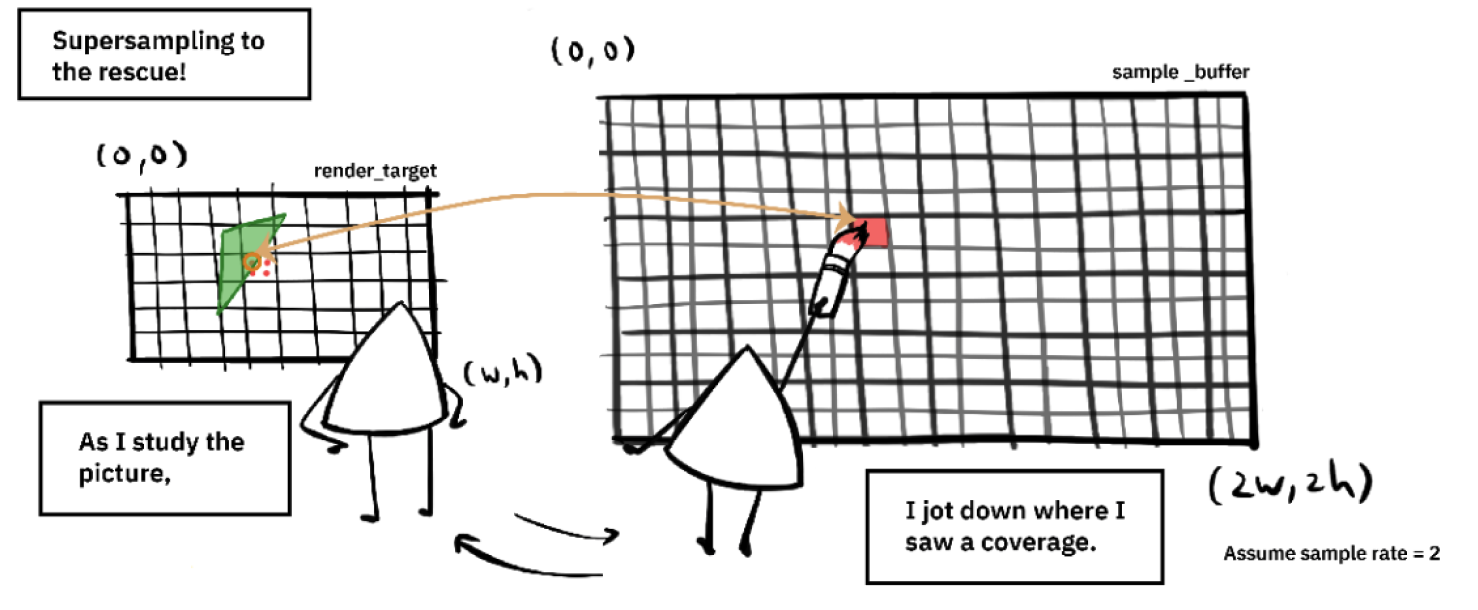 Supersampling to
the rescue!
(0,0)
sample _buffer
(0,0)
render_target
(w,h)
As I study the
picture,
I jot down where I
saw a coverage.
(2w,2h)
Assume sample rate = 2